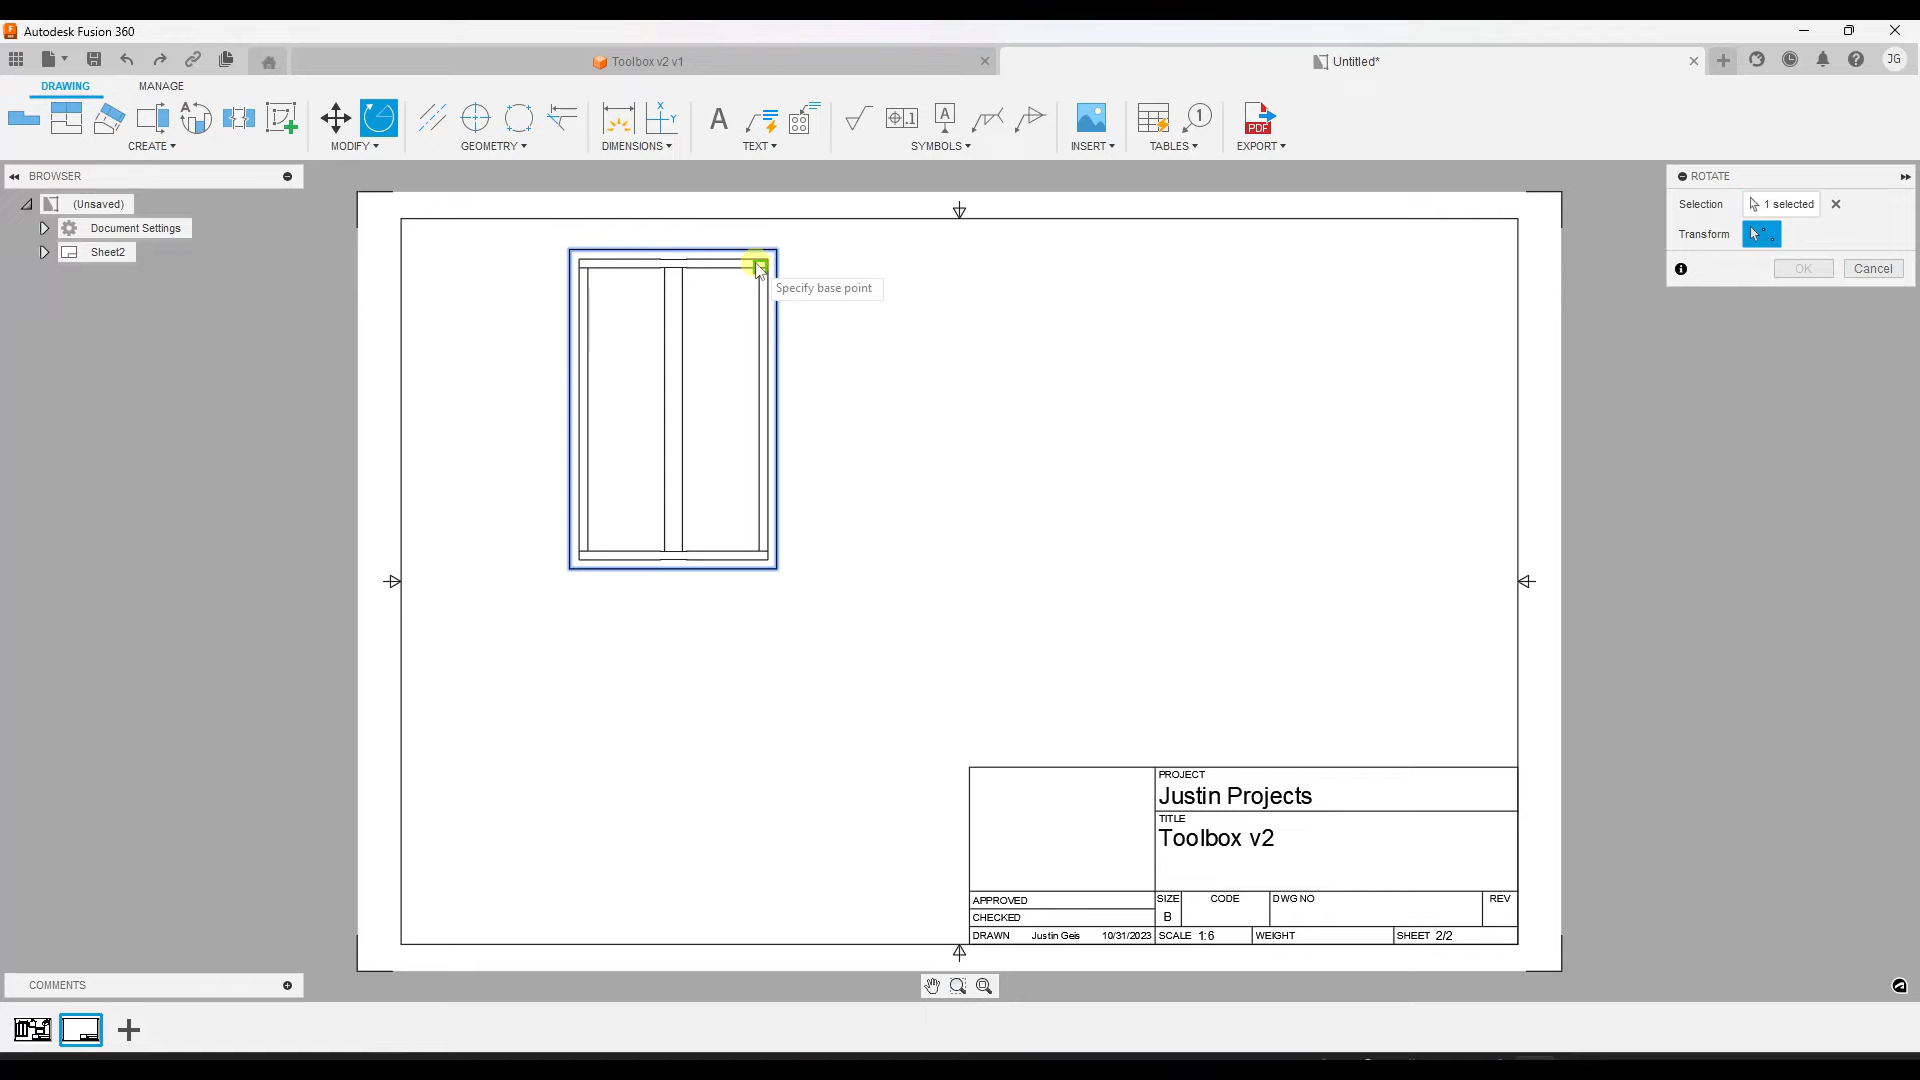 Autodesk Fusion 360
Toolbox v2 v1
Untitled*
JG
DRAWING
MANAGE
CREATE
MODIFY
GEOMETRY
DIMENSIONS
TEXT
SYMBOLS
INSERT
TABLES
EXPORT
BROWSER
(Unsaved)
Document Settings
Sheet2
ROTATE
Selection
1 selected
Transform
OK
Cancel
Specify base point
PROJECT
Justin Projects
TITLE
Toolbox v2
APPROVED
CHECKED
DRAWN Justin Geis 10/31/2023
SIZE
B
CODE
DWG NO
REV
SCALE 1:6
WEIGHT
SHEET 2/2
COMMENTS